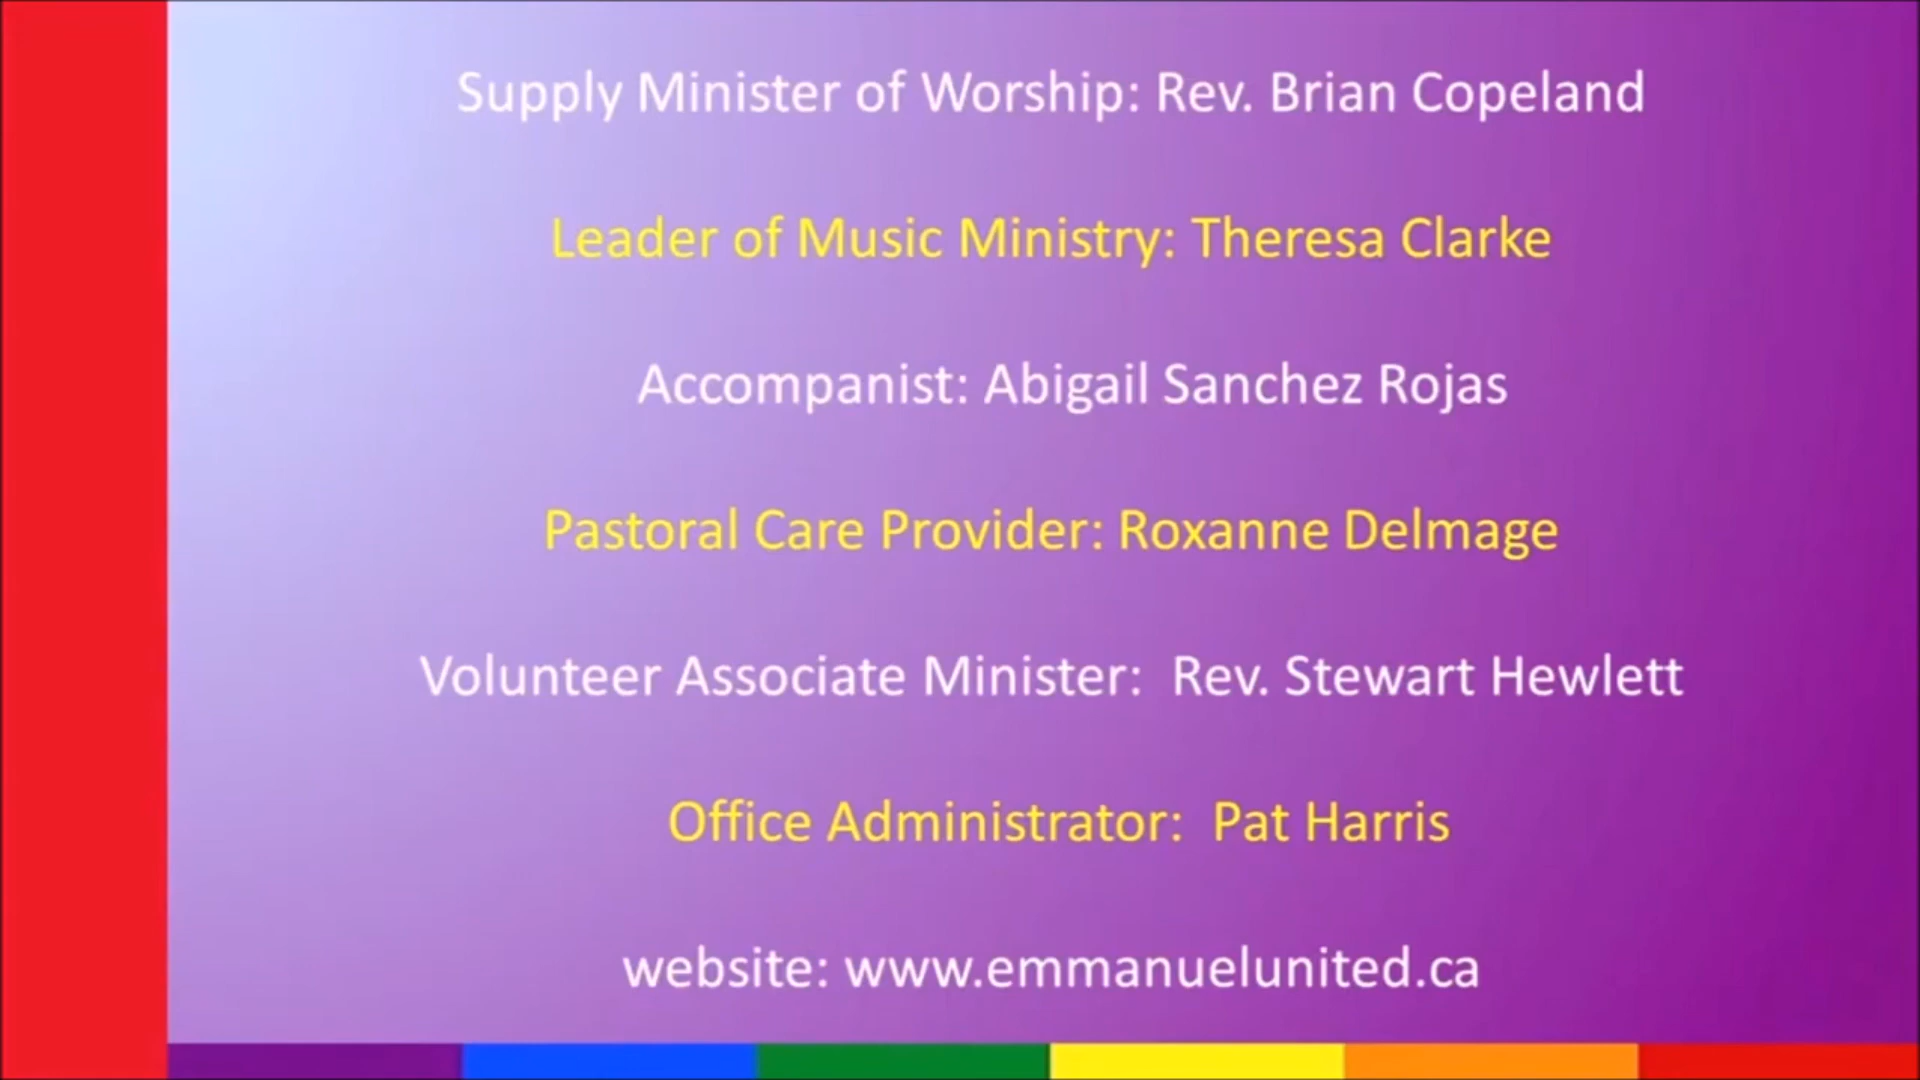 Supply Minister of Worship: Rev. Brian Copeland
Leader of Music Ministry: Theresa Clarke
Accompanist: Abigail Sanchez Rojas
Pastoral Care Provider: Roxanne Delmage
Volunteer Associate Minister:  Rev. Stewart Hewlett
Office Administrator:  Pat Harris
website: www.emmanuelunited.ca